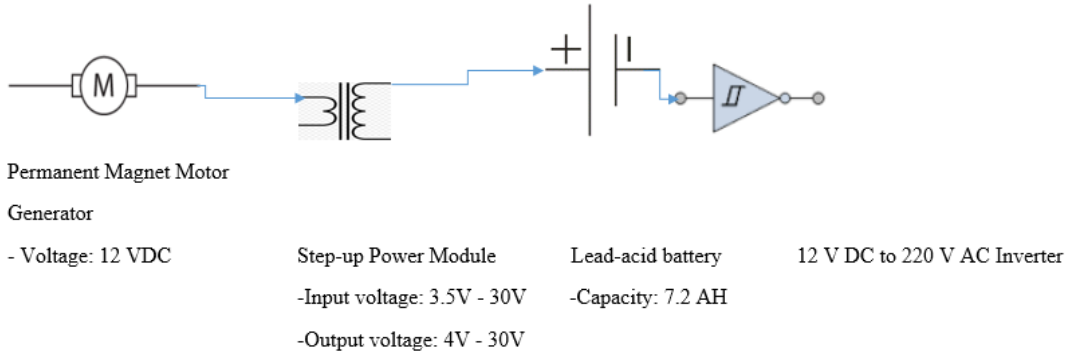 M
+
Permanent Magnet Motor
Generator
- Voltage: 12 VDC
Step-up Power Module
-Input voltage: 3.5V - 30V
-Output voltage: 4V - 30V
Lead-acid battery
-Capacity: 7.2 AH
12 V DC to 220 V AC Inverter